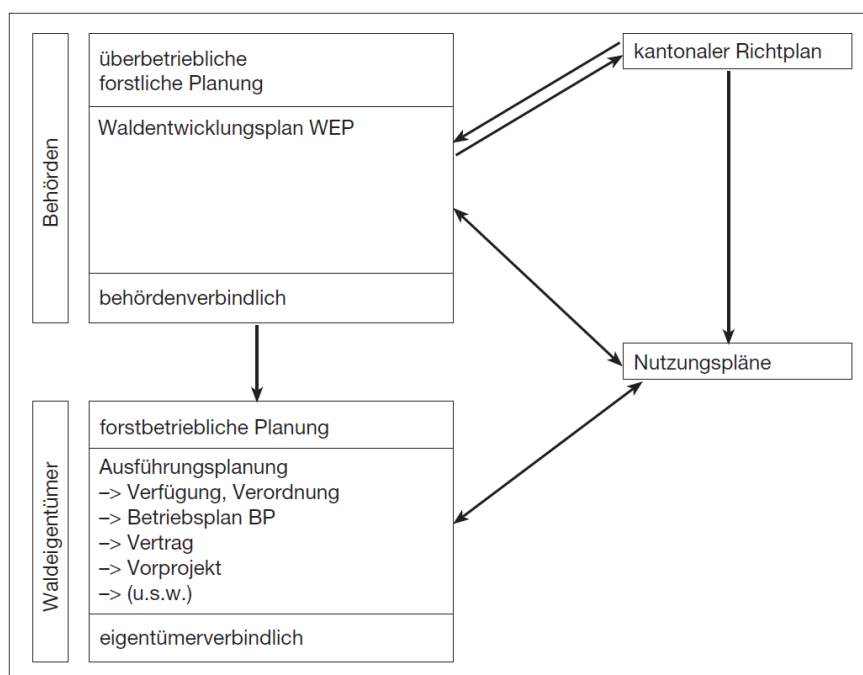 Behörden
überbetriebliche
forstliche Planung
Waldentwicklungsplan WEP
behördenverbindlich
kantonaler Richtplan
Nutzungspläne
Waldeigentümer
forstbetriebliche Planung
Ausführungsplanung
–> Verfügung, Verordnung
–> Betriebsplan BP
–> Vertrag
–> Vorprojekt
–> (u.s.w.)
eigentümerverbindlich